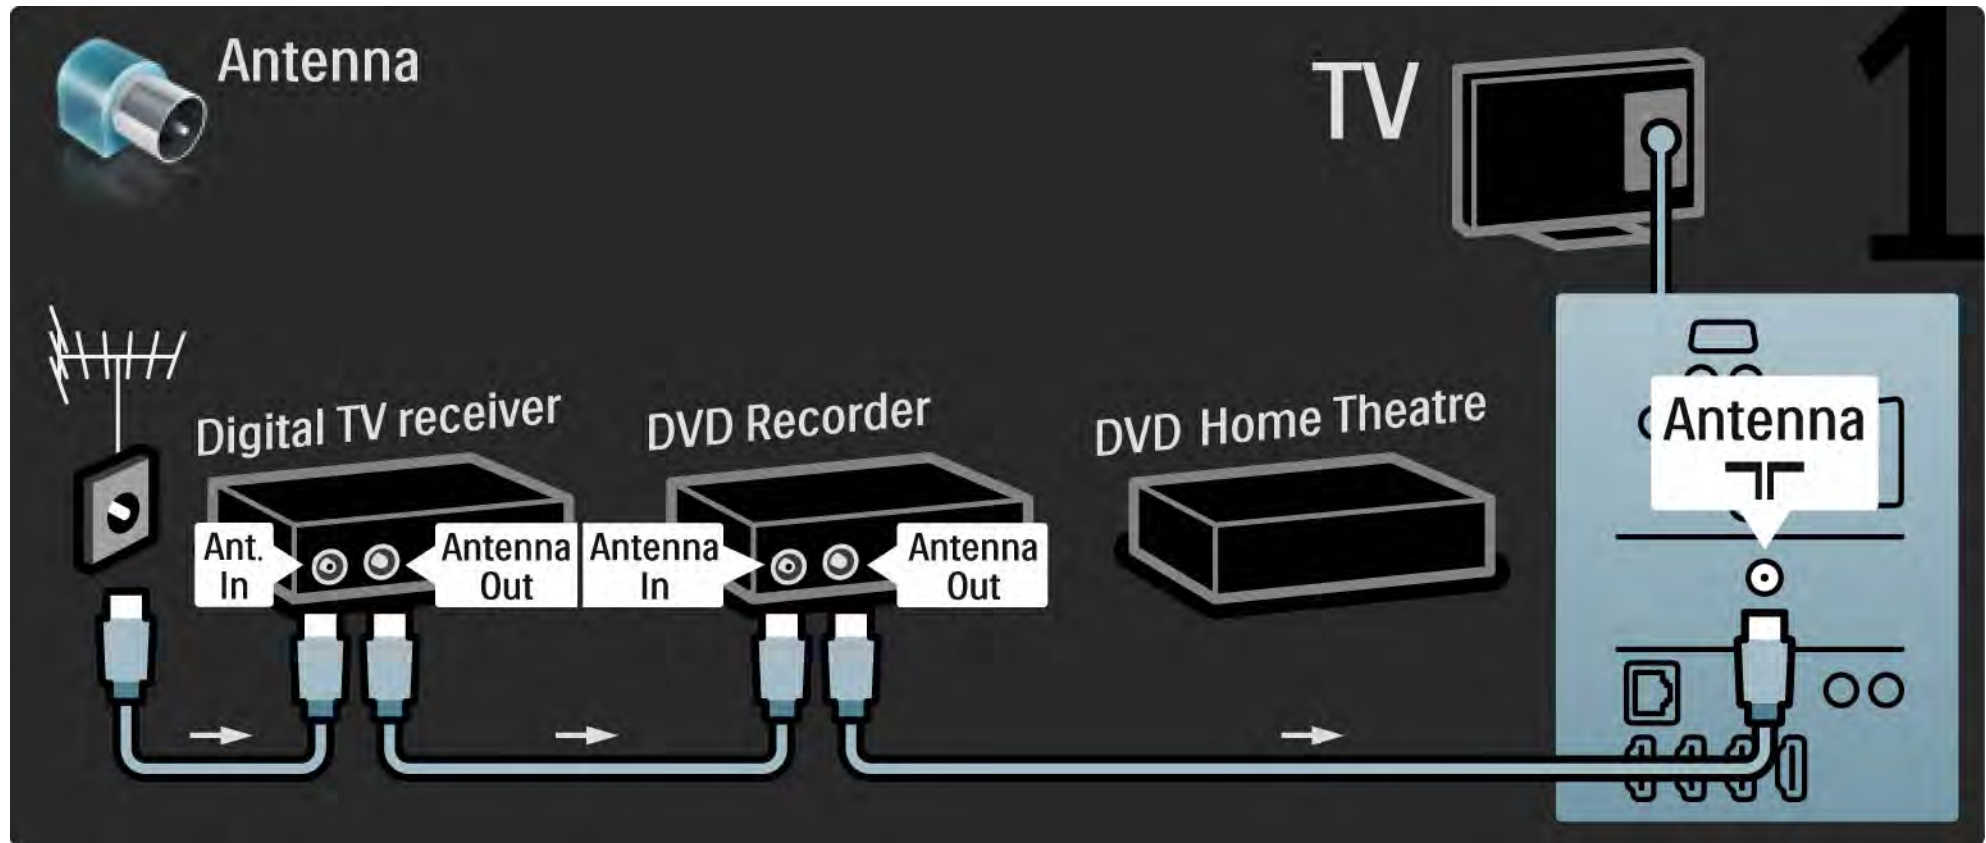 Antenna
TV
1
Digital TV receiver
DVD Recorder
DVD Home Theatre
Antenna
Ant.
In
Antenna
Out
Antenna
In
Antenna
Out